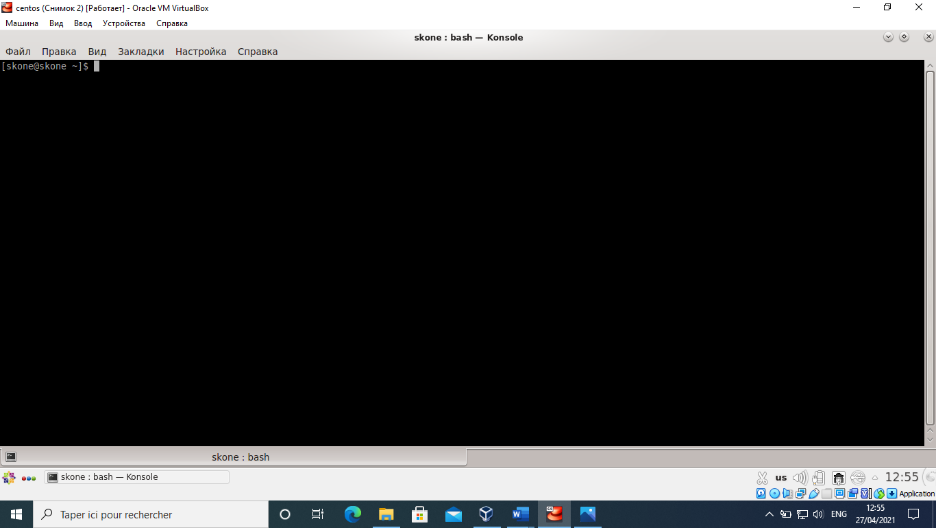 centos (Снимок 2) [Работает] - Oracle VM VirtualBox
Машина Вид Ввод Устройства Справка
skone : bash — Konsole
Файл Правка Вид Закладки Настройка Справка
[skone@skone ~]$
skone : bash
skone : bash — Konsole
us
12:55
Application
Taper ici pour rechercher
ENG
12:55
27/04/2021